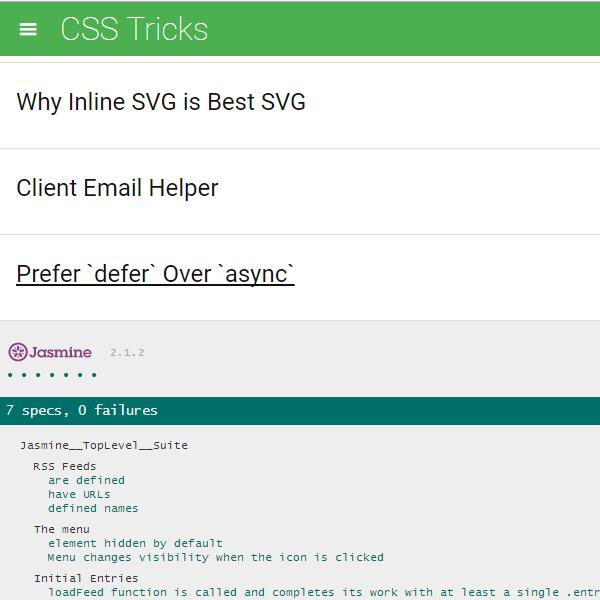 CSS Tricks
Why Inline SVG is Best SVG
Client Email Helper
Prefer `defer` Over `async`
Jasmine 2.1.2
7 specs, 0 failures
Jasmine__TopLevel__Suite
RSS Feeds
are defined
have URLs
defined names
The menu
element hidden by default
Menu changes visibility when the icon is clicked
Initial Entries
loadFeed function is called and completes its work with at least a single .entr